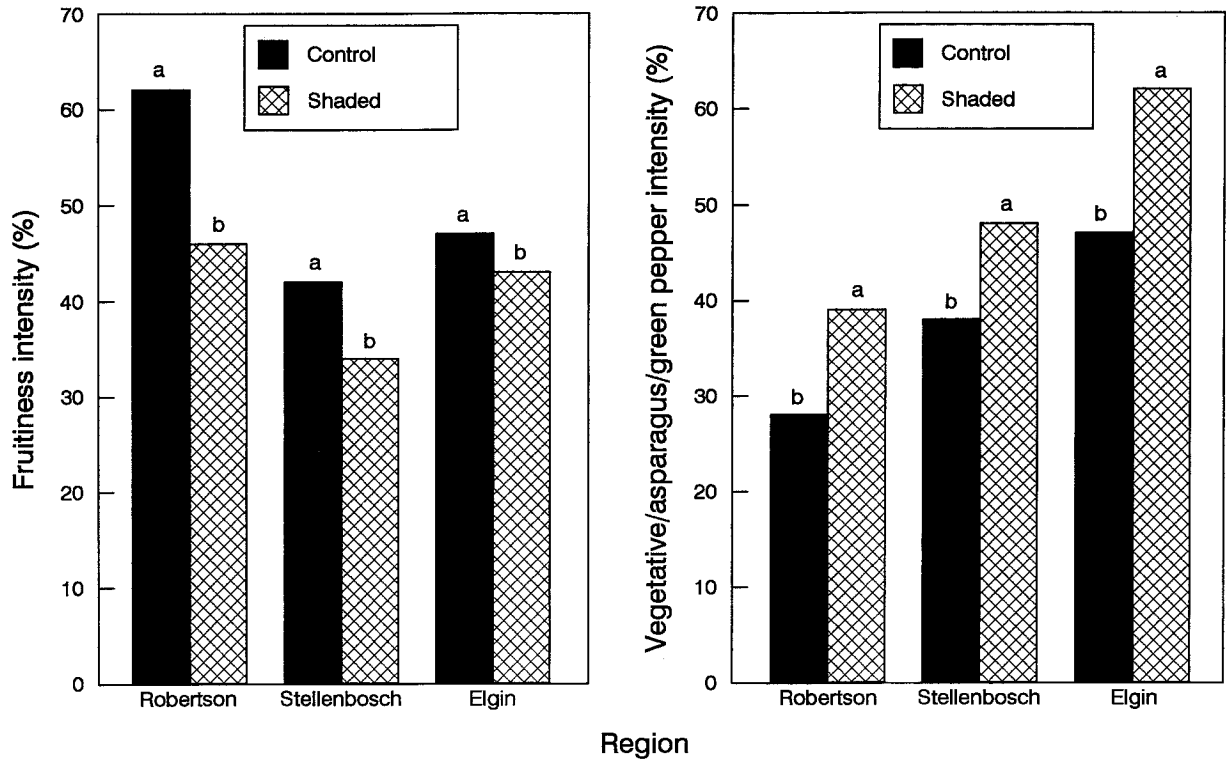 Fruitiness intensity (%)
70
60
50
40
30
20
10
0
Control
Shaded
a
b
a
b
a
b
Robertson Stellenbosch Elgin
Vegetative/asparagus/green pepper intensity (%)
70
60
50
40
30
20
10
0
Control
Shaded
b
a
b
a
b
a
Robertson Stellenbosch Elgin
Region